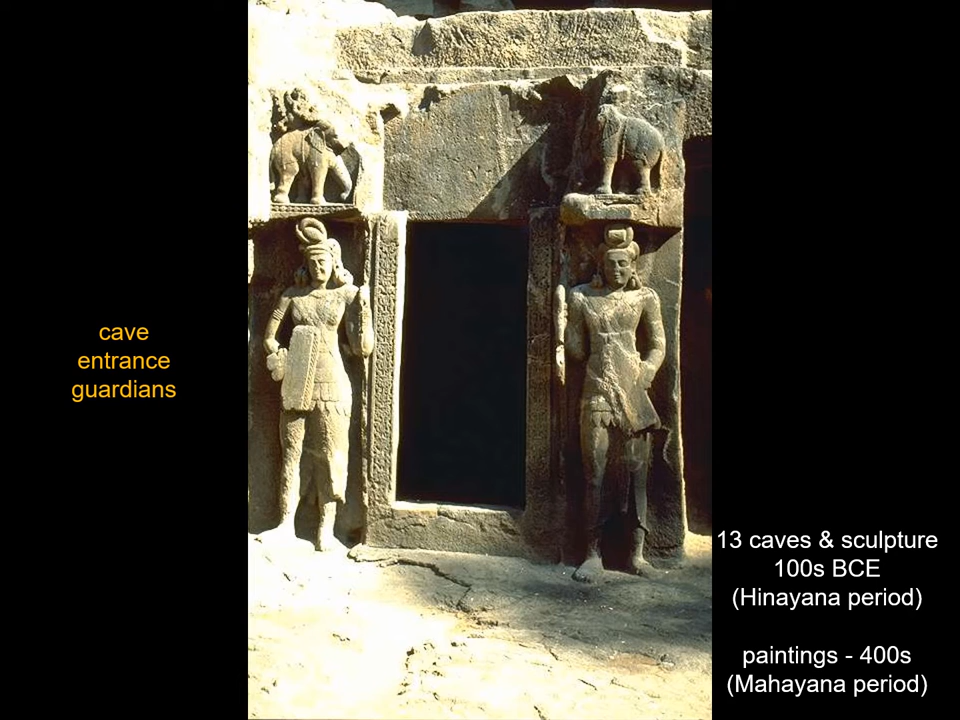 cave
entrance
guardians
13 caves & sculpture
100s BCE
(Hinayana period)
paintings - 400s
(Mahayana period)